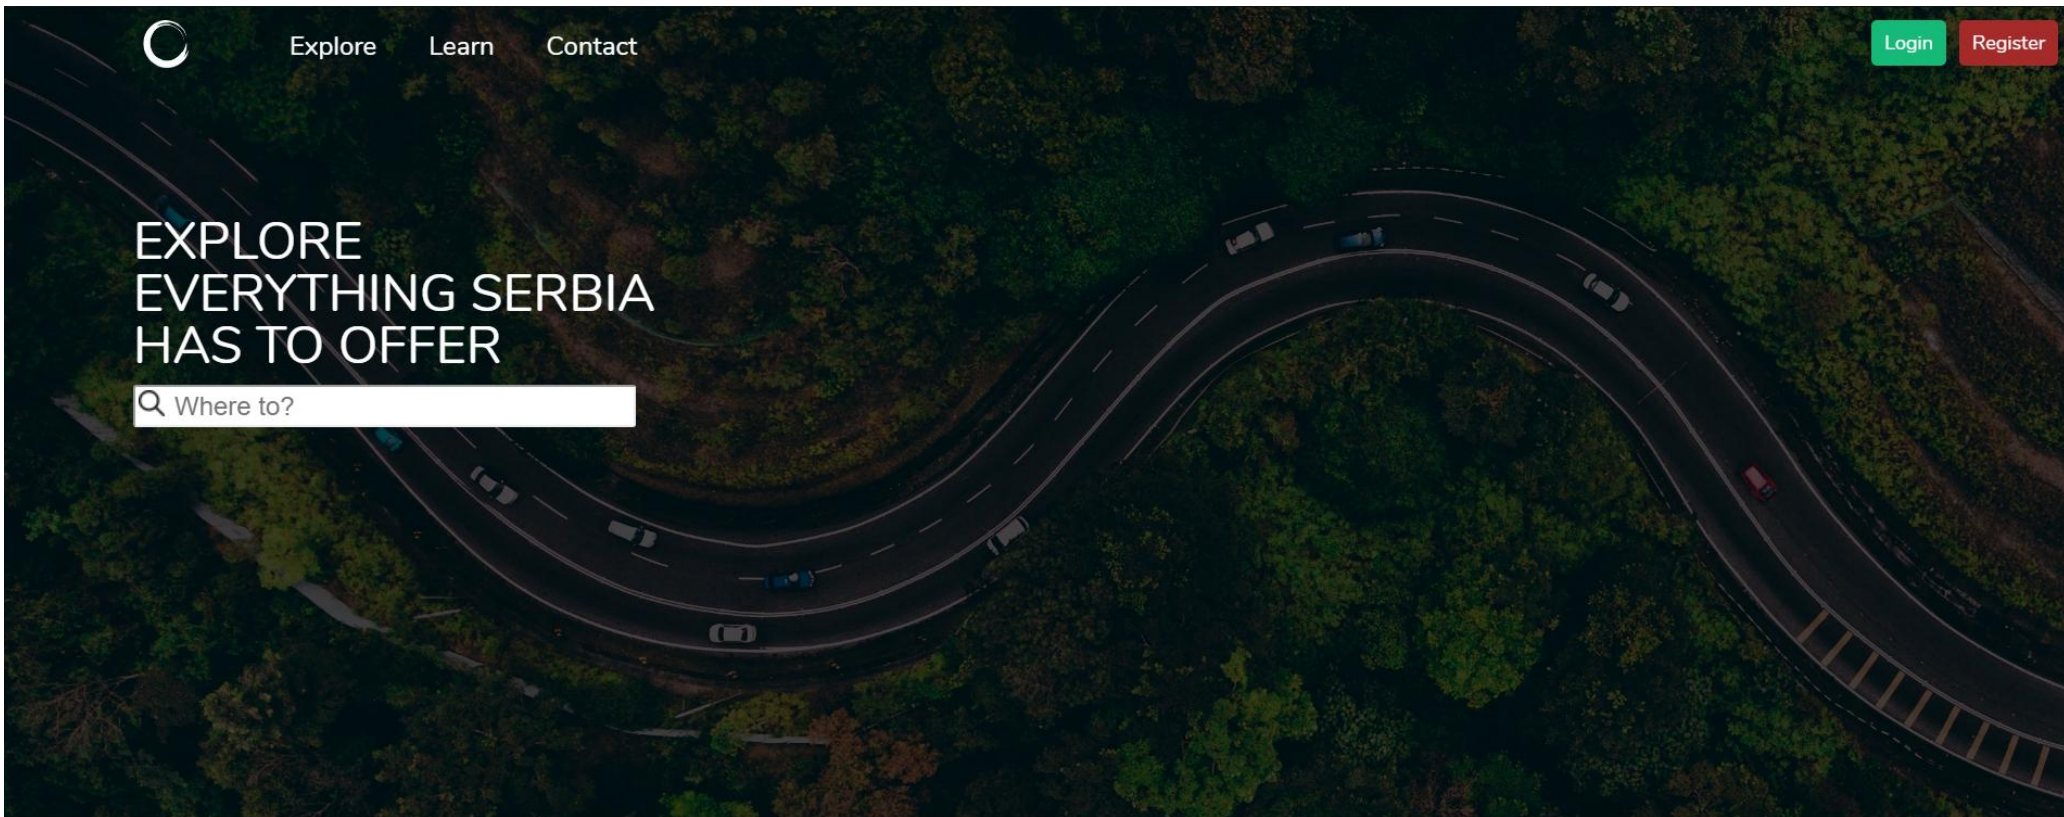 Explore Learn Contact Login Register
EXPLORE
EVERYTHING SERBIA
HAS TO OFFER
Where to?